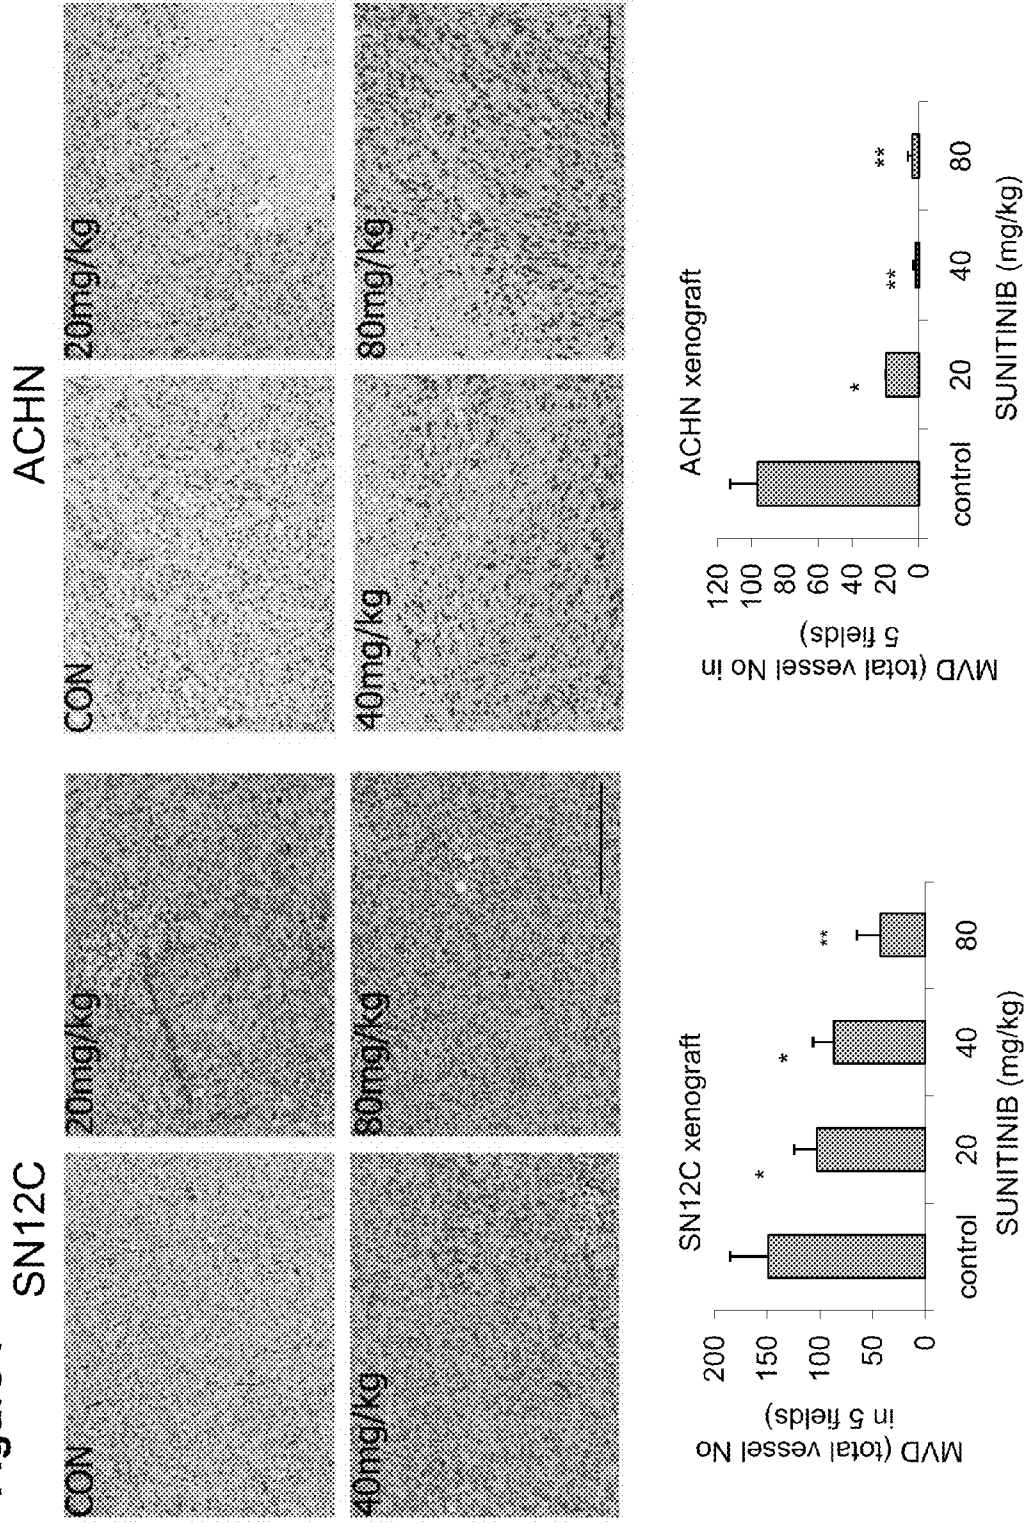 SN12C
ACHN
CON
20mg/kg
CON
20mg/kg
40mg/kg
80mg/kg
40mg/kg
80mg/kg
SN12C xenograft
MVD (total vessel No
in 5 fields)
200
150
100
50
0
*
*
**
control
20
40
80
SUNITINIB (mg/kg)
ACHN xenograft
MVD (total vessel No in
5 fields)
120
100
80
60
40
20
0
*
**
**
control
20
40
80
SUNITINIB (mg/kg)